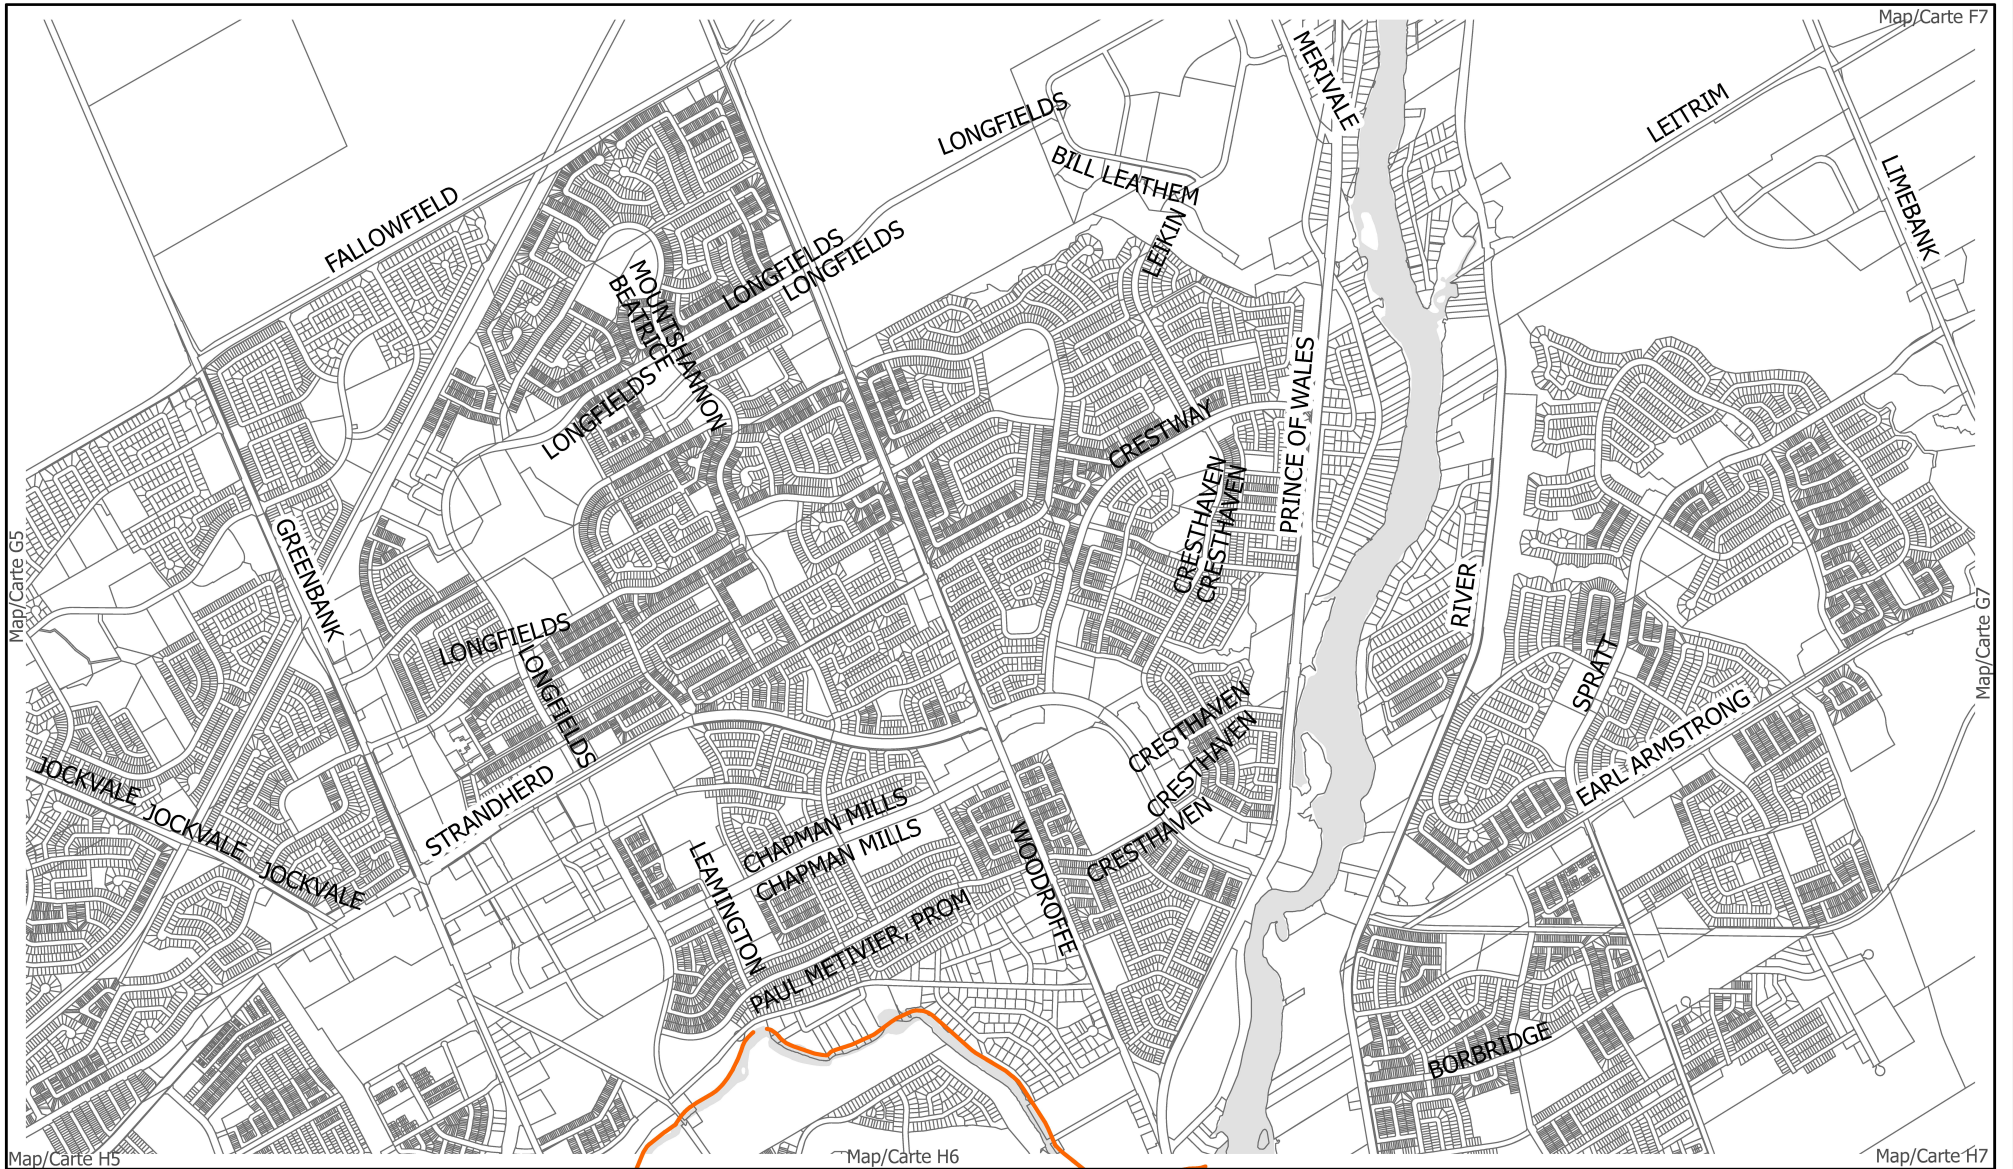 Map/Carte F7
MERIVALE
LONGFIELDS
LEITRIM
BILL LEATHEM
LIMEBANK
FALLOWFIELD
LEIKIN
LONGFIELDS
LONGFIELDS
MOUNTSHANNON
BEATRICE
PRINCE OF WALES
LONGFIELDS
CRESTWAY
CRESTHAVEN
CRESTHAVEN
GREENBANK
Map/Carte G5
RIVER
Map/Carte G7
LONGFIELDS
LONGFIELDS
SPRATT
CRESTHAVEN
CRESTHAVEN
EARL ARMSTRONG
JOCKVALE
JOCKVALE
JOCKVALE
STRANDHERD
CHAPMAN MILLS
CHAPMAN MILLS
CRESTHAVEN
WOODROFFE
LEAMINGTON
PAUL METIVIER, PROM
BORBRIDGE
Map/Carte H5
Map/Carte H6
Map/Carte H7